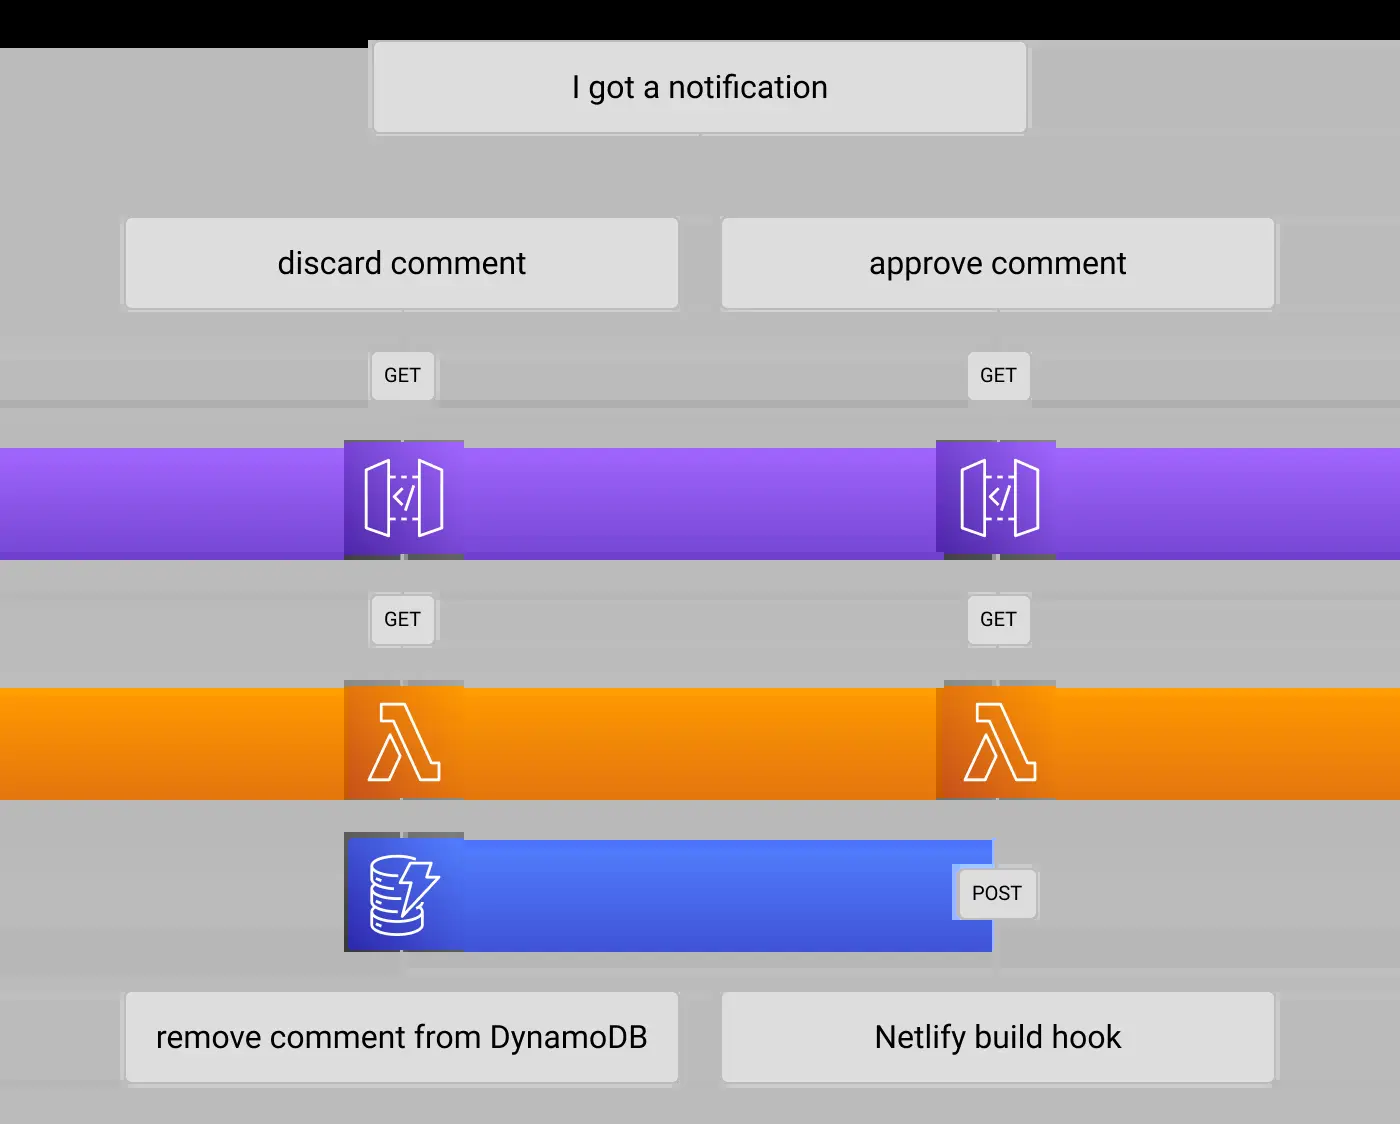 I got a notification
discard comment
approve comment
GET
GET
GET
GET
POST
remove comment from DynamoDB
Netlify build hook